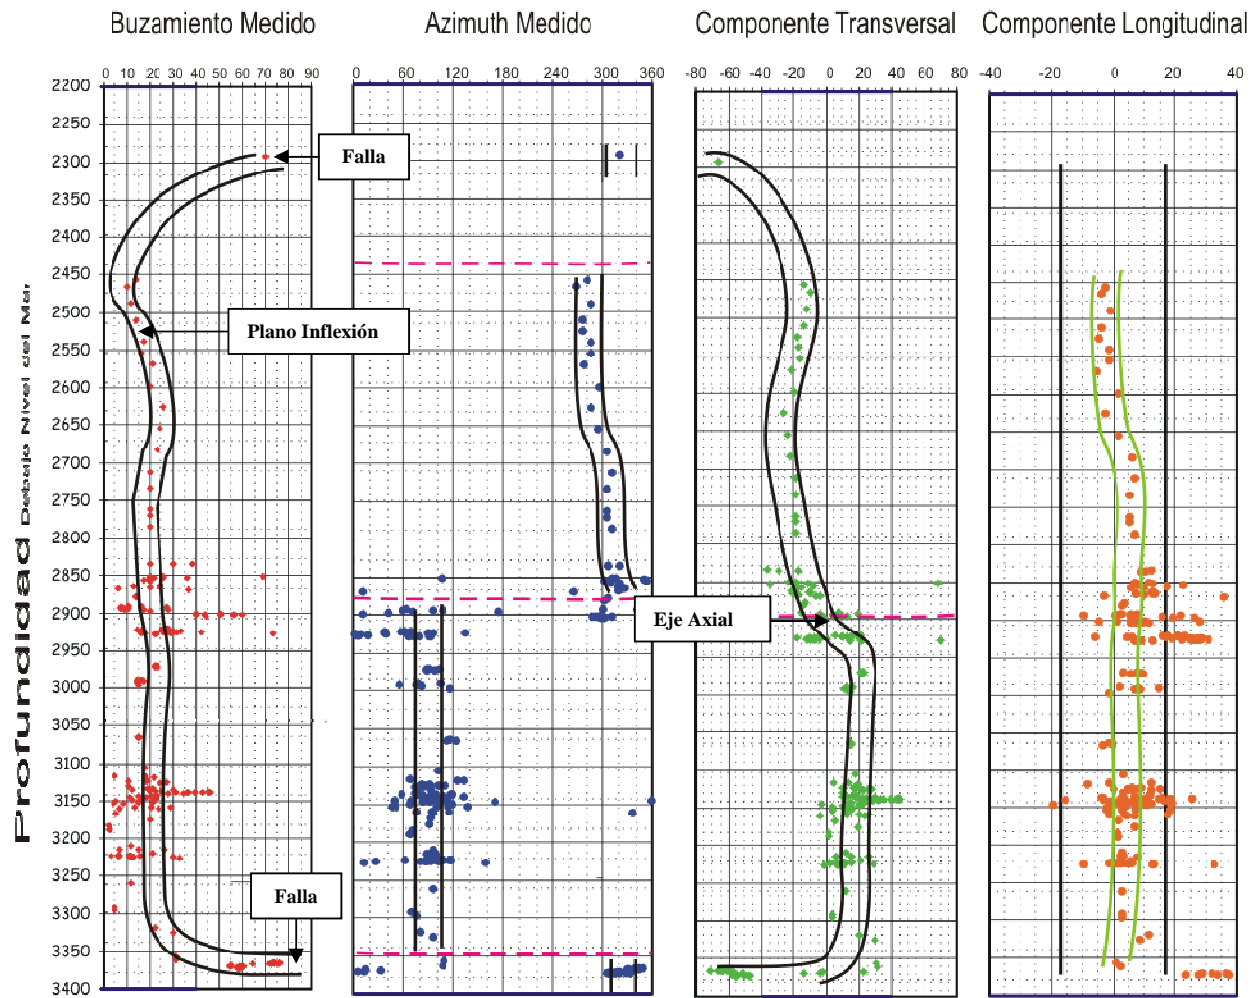 Buzamiento Medido
Azimuth Medido
Componente Transversal
Componente Longitudinal
0 10 20 30 40 50 60 70 80 90
0 60 120 180 240 300 360
-80 -60 -40 -20 0 20 40 60 80
-40 -20 0 20 40
Profundidad Debajo Nivel del Mar
2200
2250
2300
2350
2400
2450
2500
2550
2600
2650
2700
2750
2800
2850
2900
2950
3000
3050
3100
3150
3200
3250
3300
3350
3400
Falla
Plano Inflexión
Eje Axial
Falla